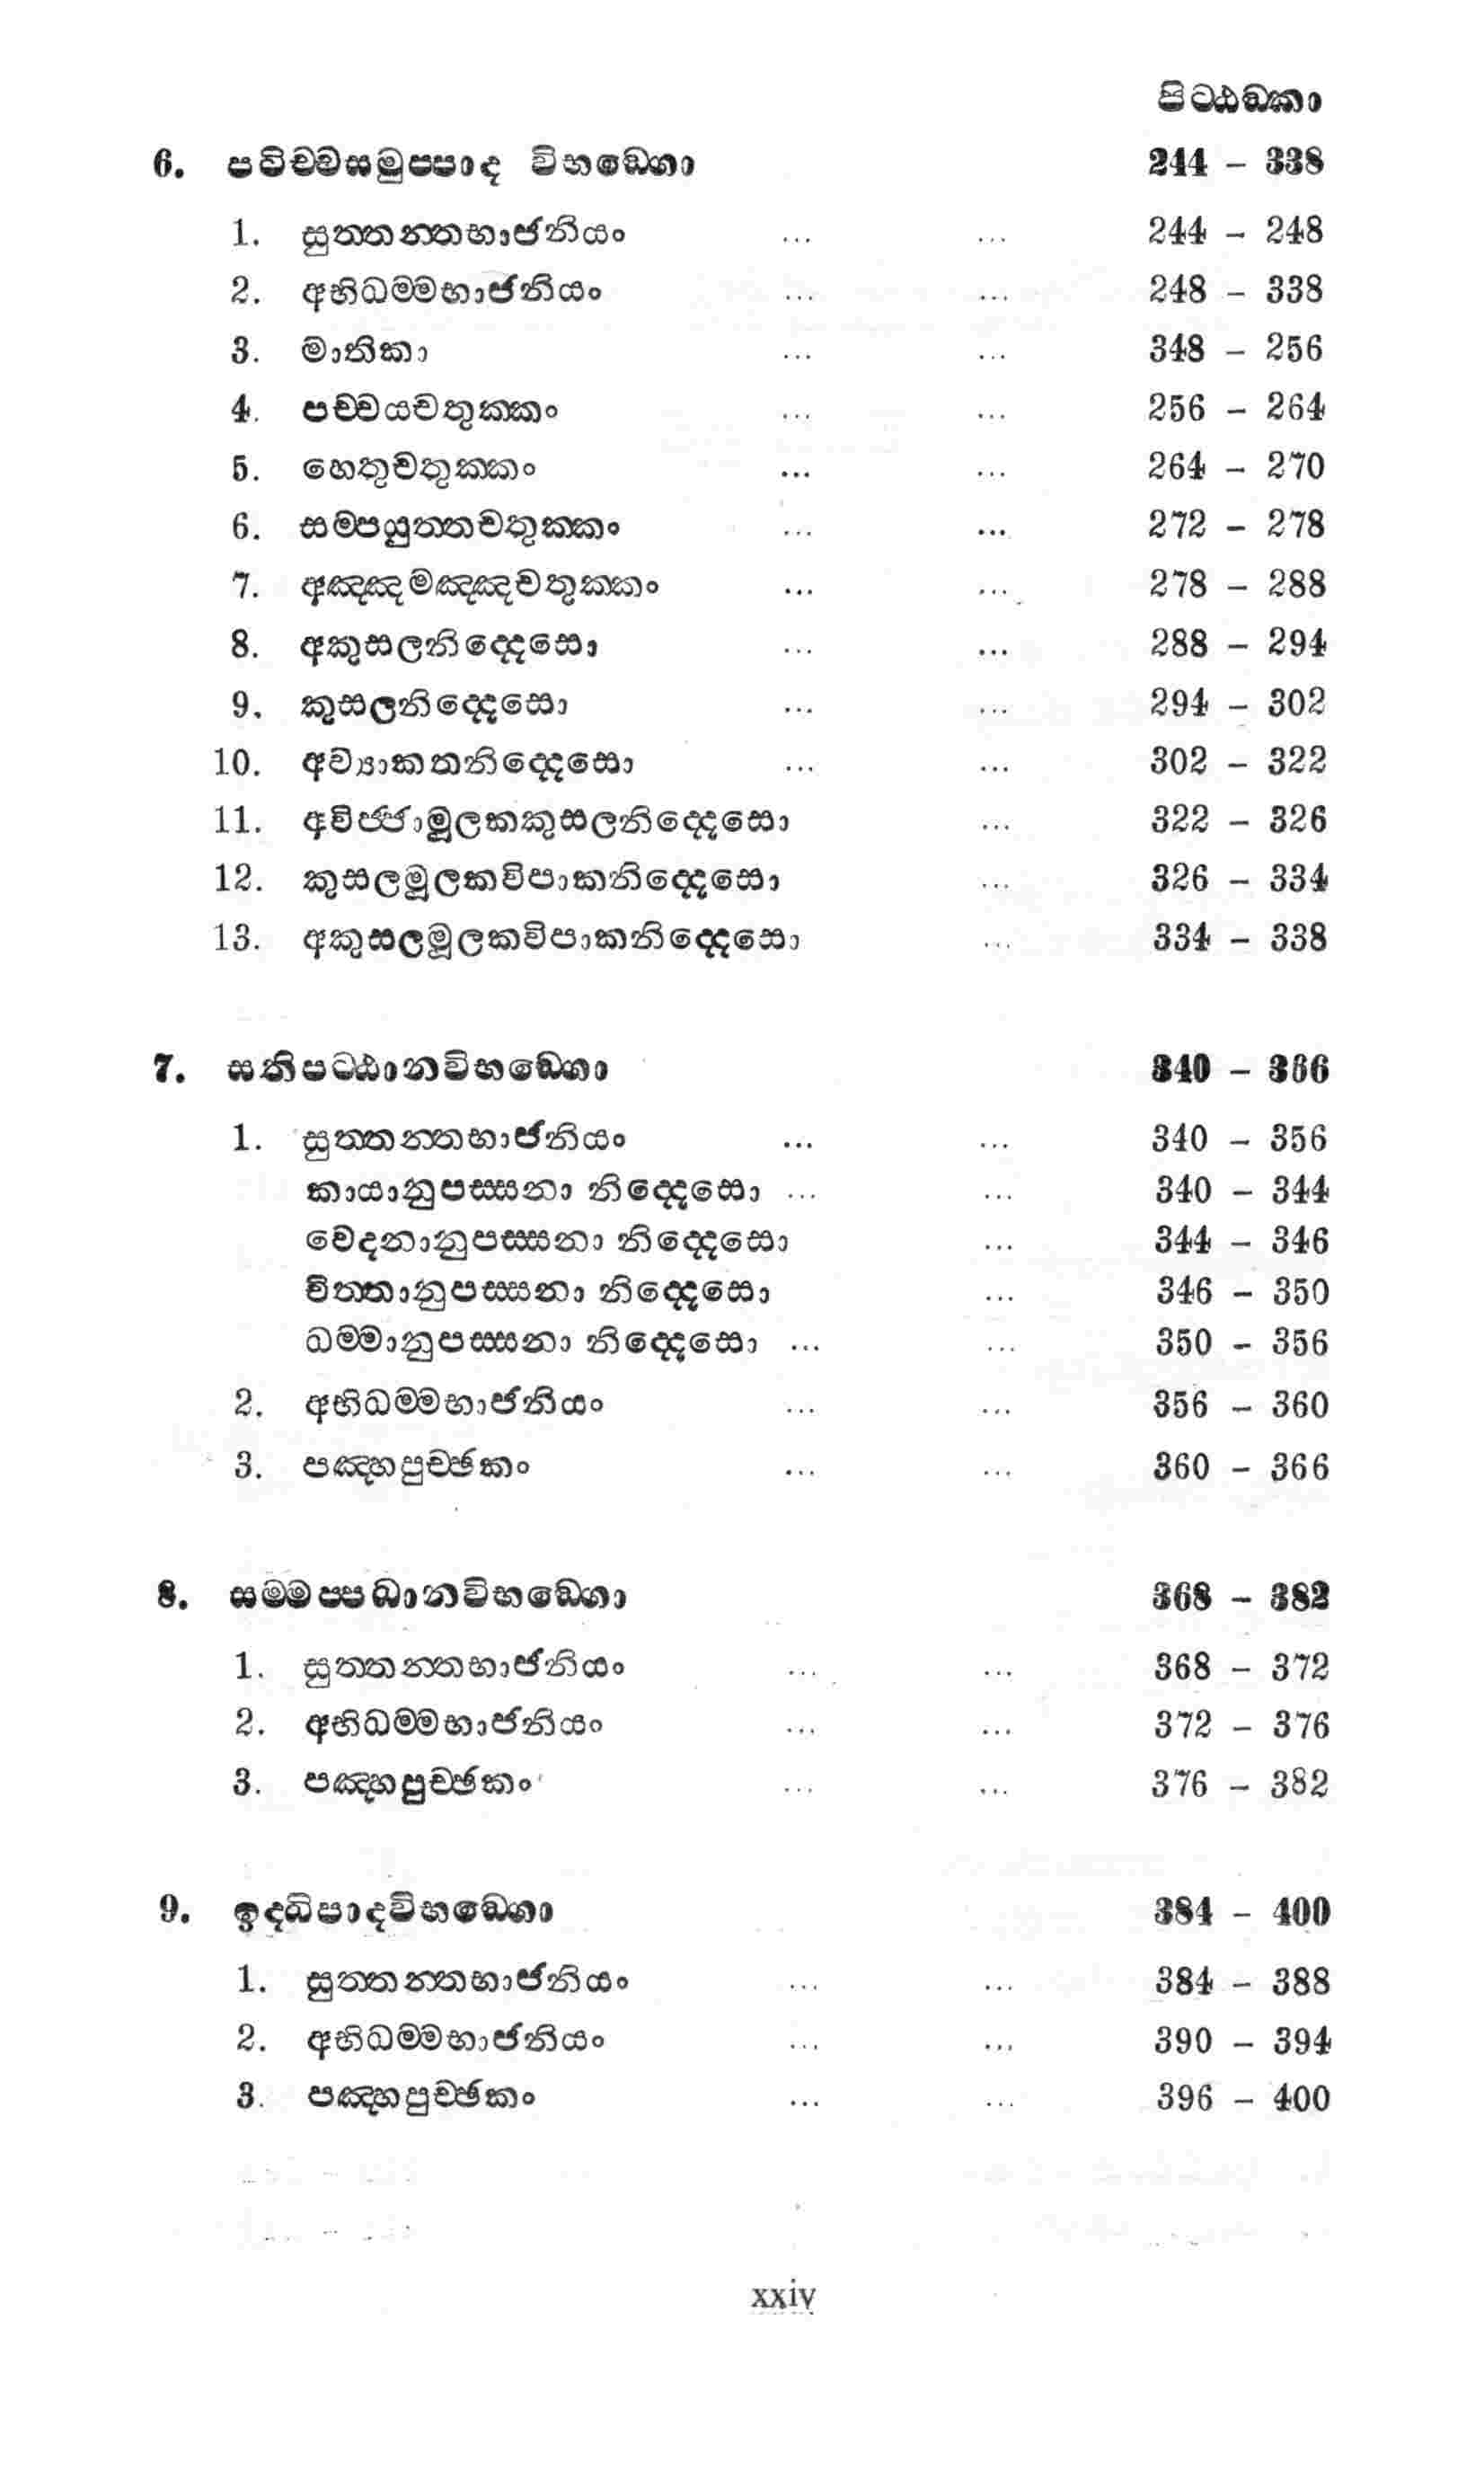 පිට්ඨඞ්කා
6. පටිච්චසමුප්පාද විභඞ්ගො 244 – 338
1. සුත්තන්තභාජනියං ... ... 244 – 248
2. අභිධම්මභාජනියං ... ... 248 – 338
3. මාතිකා ... ... 348 – 256
4. පච්චයචතුක්කං ... ... 256 – 264
5. හෙතුචතුක්කං ... ... 264 – 270
6. සම්පයුත්තචතුක්කං ... ... 272 – 278
7. අඤ්ඤමඤ්ඤචතුක්කං ... ... 278 – 288
8. අකුසලනිද්දෙසො ... ... 288 – 294
9. කුසලනිද්දෙසො ... ... 294 – 302
10. අව්‍යාකතනිද්දෙසො ... ... 302 – 322
11. අවිජ්ජාමූලකකුසලනිද්දෙසො ... 322 – 326
12. කුසලමූලකවිපාකනිද්දෙසො ... 326 – 334
13. අකුසලමූලකවිපාකනිද්දෙසො ... 334 – 338
7. සතිපට්ඨානවිභඞ්ගො 340 – 366
1. සුත්තන්තභාජනියං ... ... 340 – 356
කායානුපස්සනා නිද්දෙසො ... ... 340 – 344
වෙදනානුපස්සනා නිද්දෙසො ... 344 – 346
චිත්තානුපස්සනා නිද්දෙසො ... 346 – 350
ධම්මානුපස්සනා නිද්දෙසො ... ... 350 – 356
2. අභිධම්මභාජනියං ... ... 356 – 360
3. පඤ්හපුච්ඡකං ... ... 360 – 366
8. සම්මප්පධානවිභඞ්ගො 368 – 382
1. සුත්තන්තභාජනියං ... ... 368 – 372
2. අභිධම්මභාජනියං ... ... 372 – 376
3. පඤ්හපුච්ඡකං ... ... 376 – 382
9. ඉද්ධිපාදවිභඞ්ගො 384 – 400
1. සුත්තන්තභාජනියං ... ... 384 – 388
2. අභිධම්මභාජනියං ... ... 390 – 394
3. පඤ්හපුච්ඡකං ... ... 396 – 400
xxiv